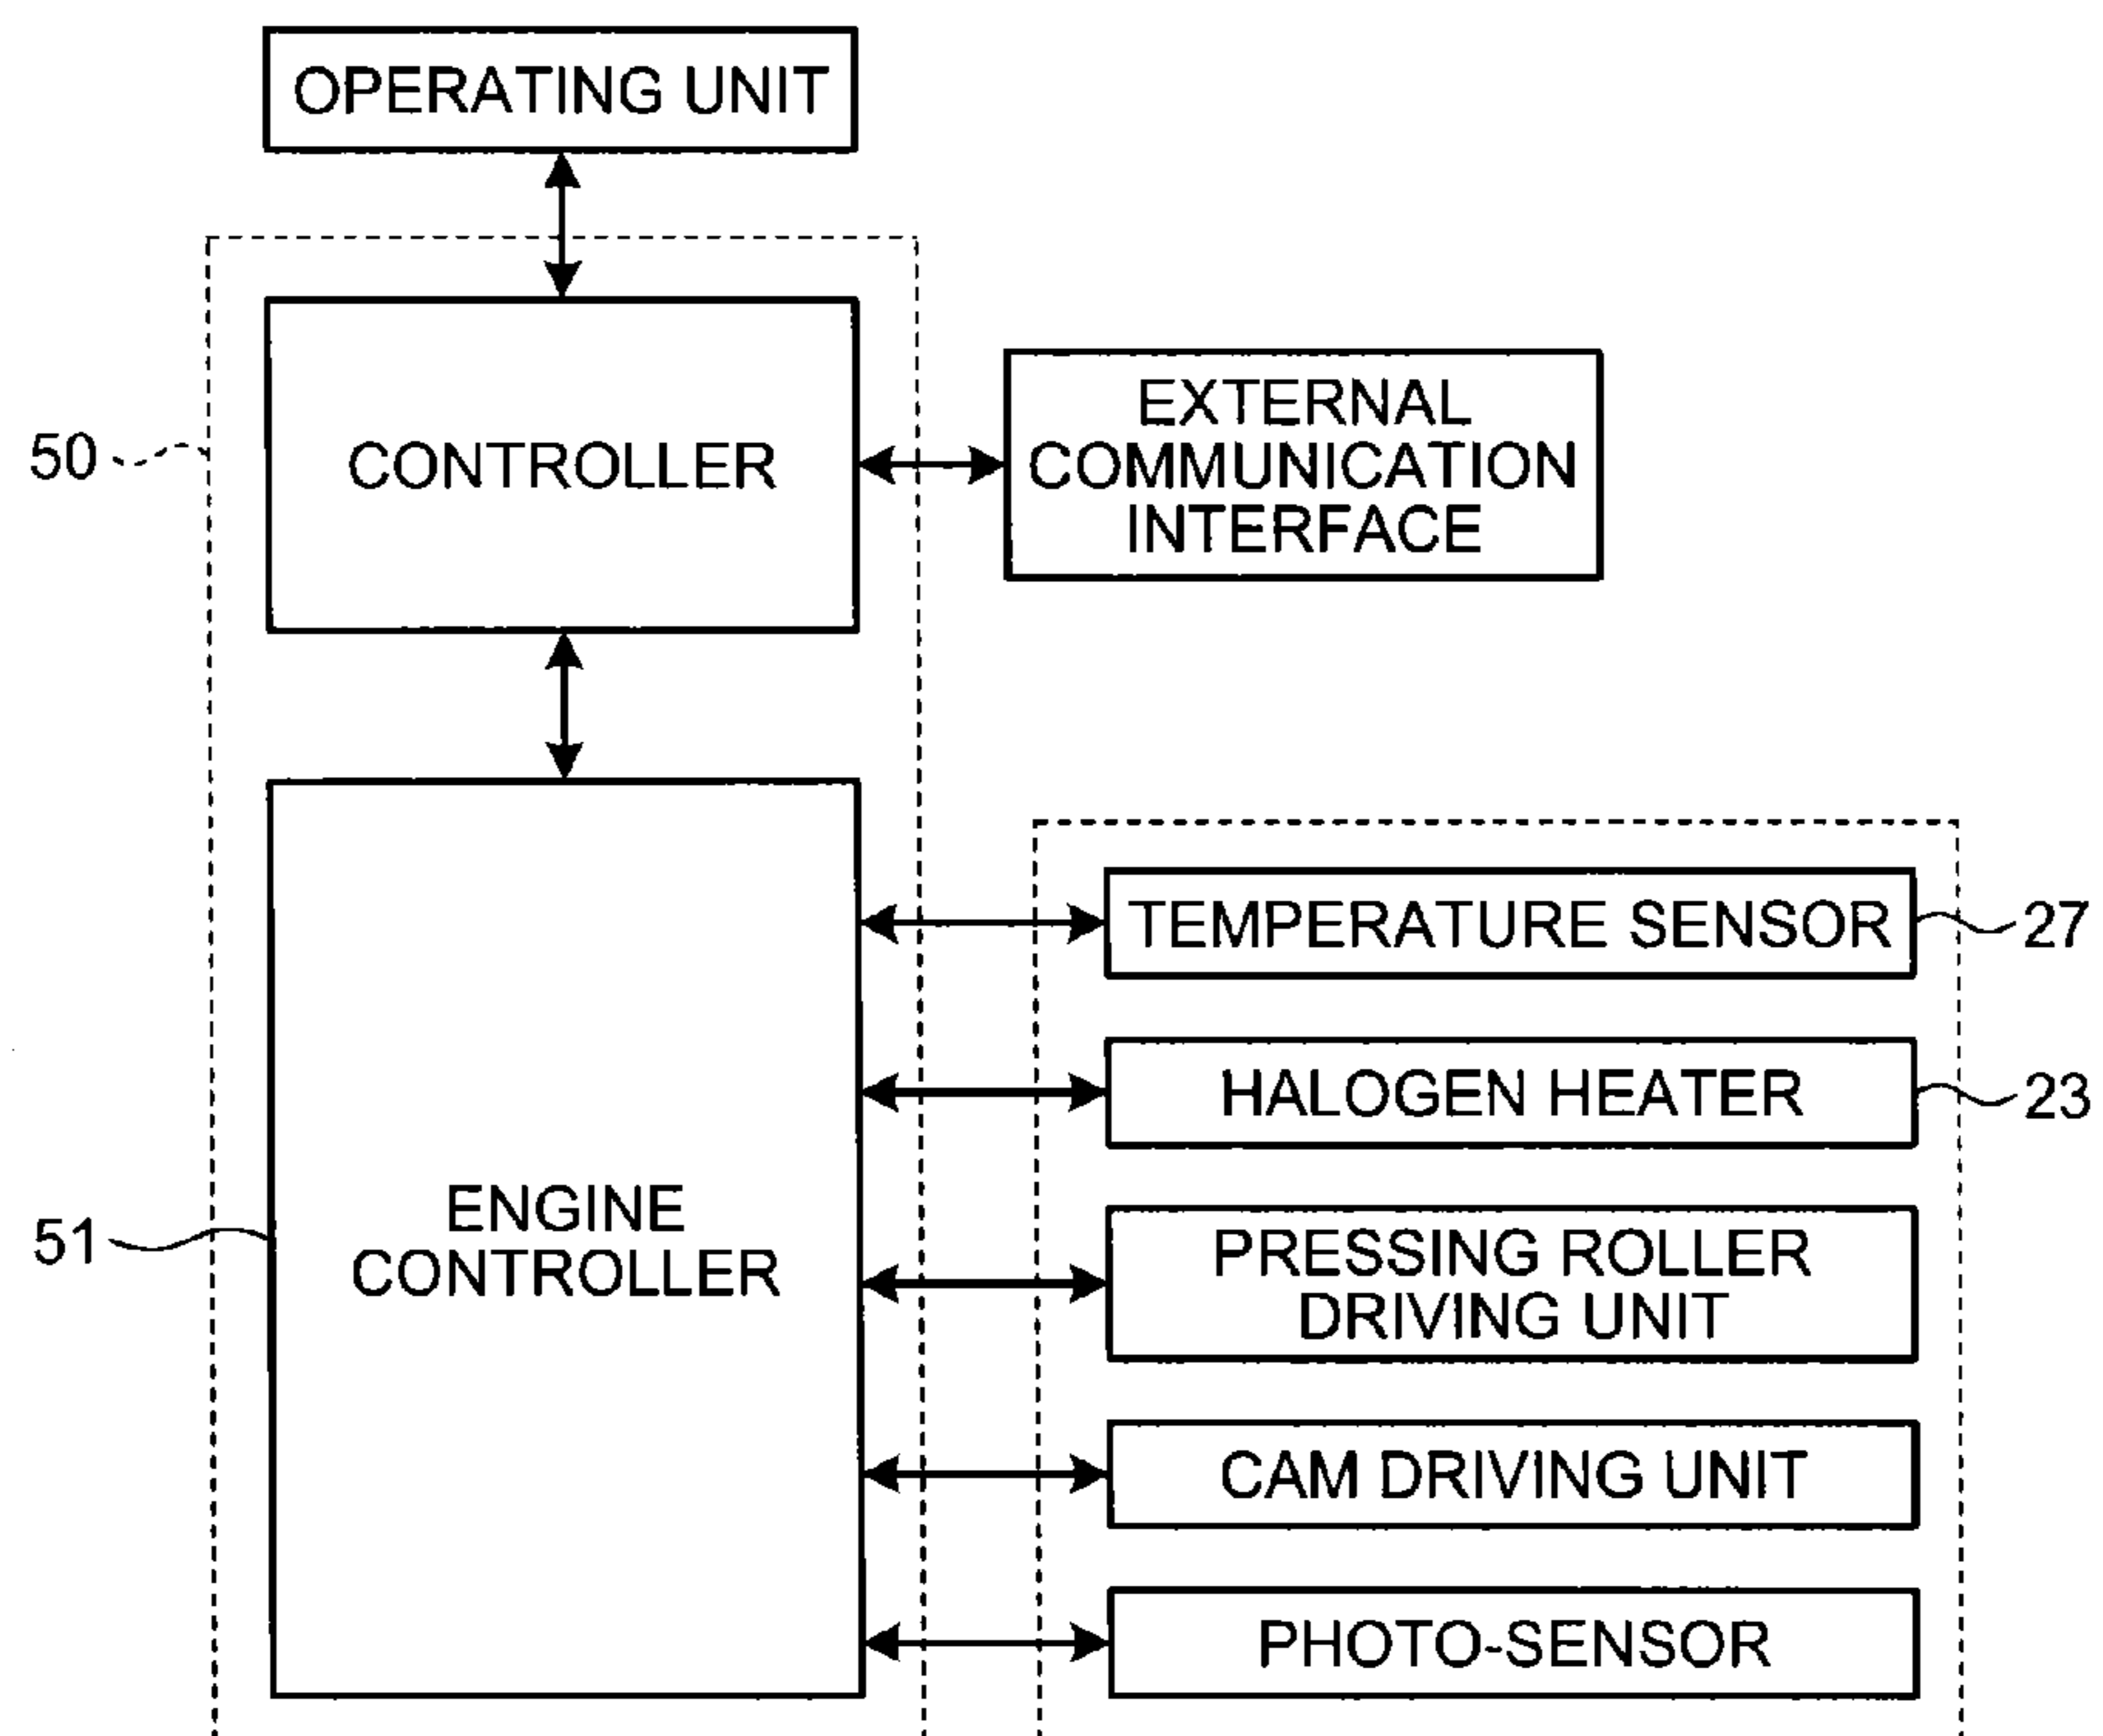 OPERATING UNIT
50
CONTROLLER
EXTERNAL
COMMUNICATION
INTERFACE
51
ENGINE
CONTROLLER
TEMPERATURE SENSOR
27
HALOGEN HEATER
23
PRESSING ROLLER
DRIVING UNIT
CAM DRIVING UNIT
PHOTO-SENSOR